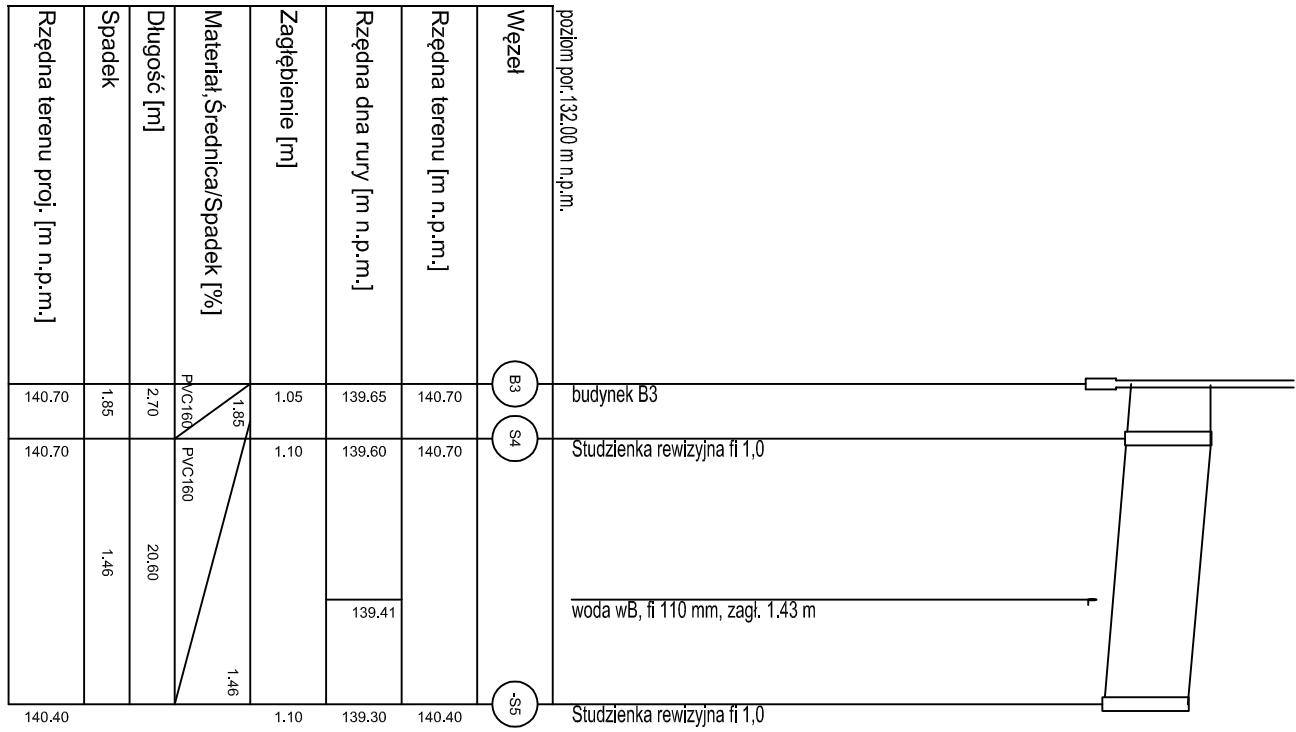 poziom por.132.00 m n.p.m.
budynek B3
Studzienka rewizyjna fi 1,0
woda wB, fi 110 mm, zagł. 1.43 m
Studzienka rewizyjna fi 1,0
Węzeł
B3
S4
-S5
Rzędna terenu [m n.p.m.]
140.70
140.70
140.40
Rzędna dna rury [m n.p.m.]
139.65
139.60
139.41
139.30
Zagłębienie [m]
1.05
1.10
1.10
Materiał,Średnica/Spadek [%]
PVC160
1.85
PVC160
1.46
Długość [m]
2.70
20.60
Spadek
1.85
1.46
Rzędna terenu proj. [m n.p.m.]
140.70
140.70
140.40